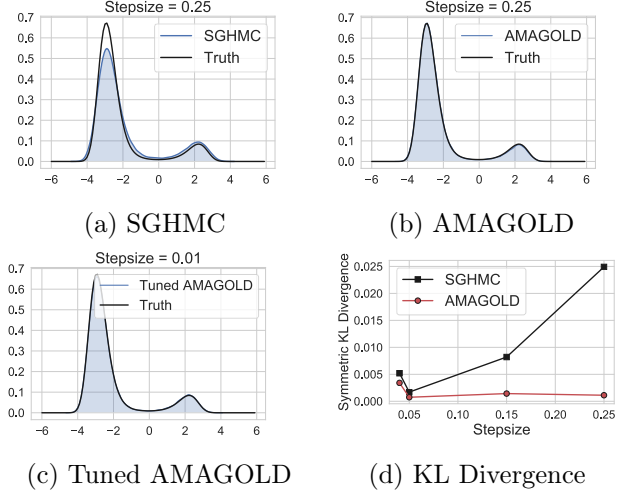 Stepsize = 0.25
0.7
0.6
0.5
0.4
0.3
0.2
0.1
0.0
SGHMC
Truth
−6 −4 −2 0 2 4 6
(a) SGHMC
Stepsize = 0.25
0.7
0.6
0.5
0.4
0.3
0.2
0.1
0.0
AMAGOLD
Truth
−6 −4 −2 0 2 4 6
(b) AMAGOLD
Stepsize = 0.01
0.7
0.6
0.5
0.4
0.3
0.2
0.1
0.0
Tuned AMAGOLD
Truth
−6 −4 −2 0 2 4 6
(c) Tuned AMAGOLD
Symmetric KL Divergence
0.025
0.020
0.015
0.010
0.005
0.000
SGHMC
AMAGOLD
0.05 0.10 0.15 0.20 0.25
Stepsize
(d) KL Divergence